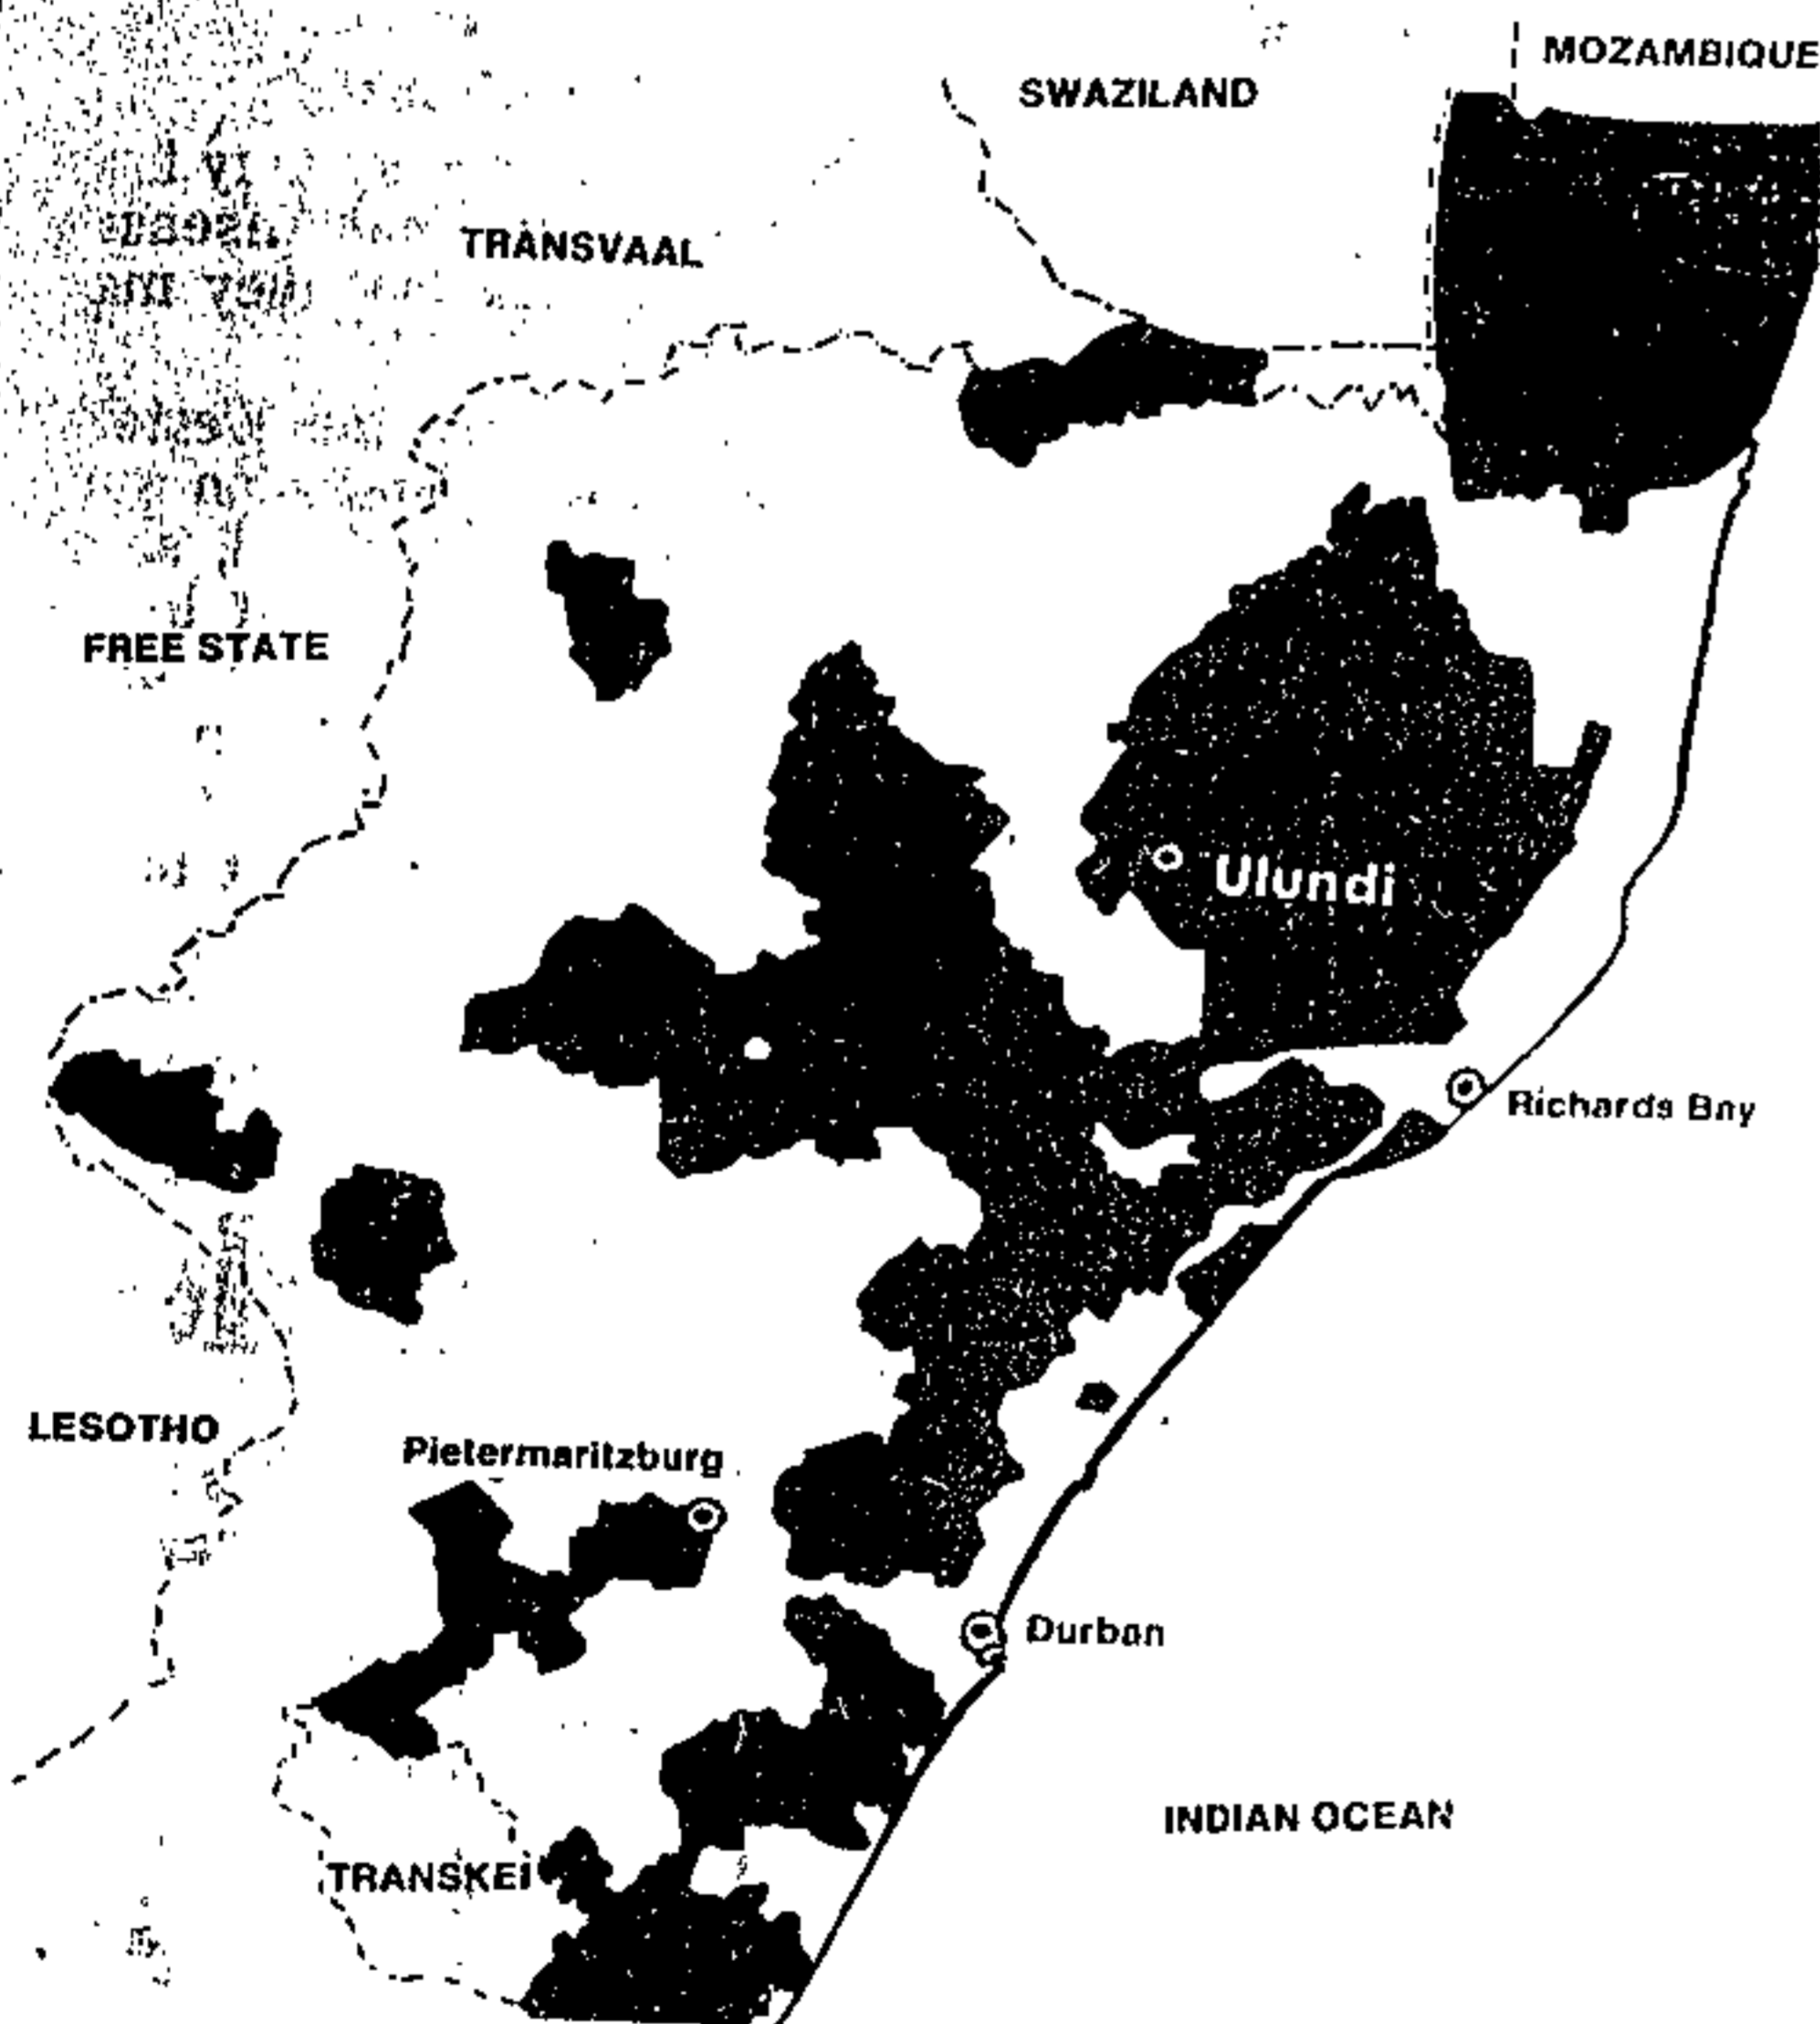 MOZAMBIQUE
SWAZILAND
TRANSVAAL
FREE STATE
Ulundi
Richards Bay
LESOTHO
Pietermaritzburg
Durban
INDIAN OCEAN
TRANSKEI